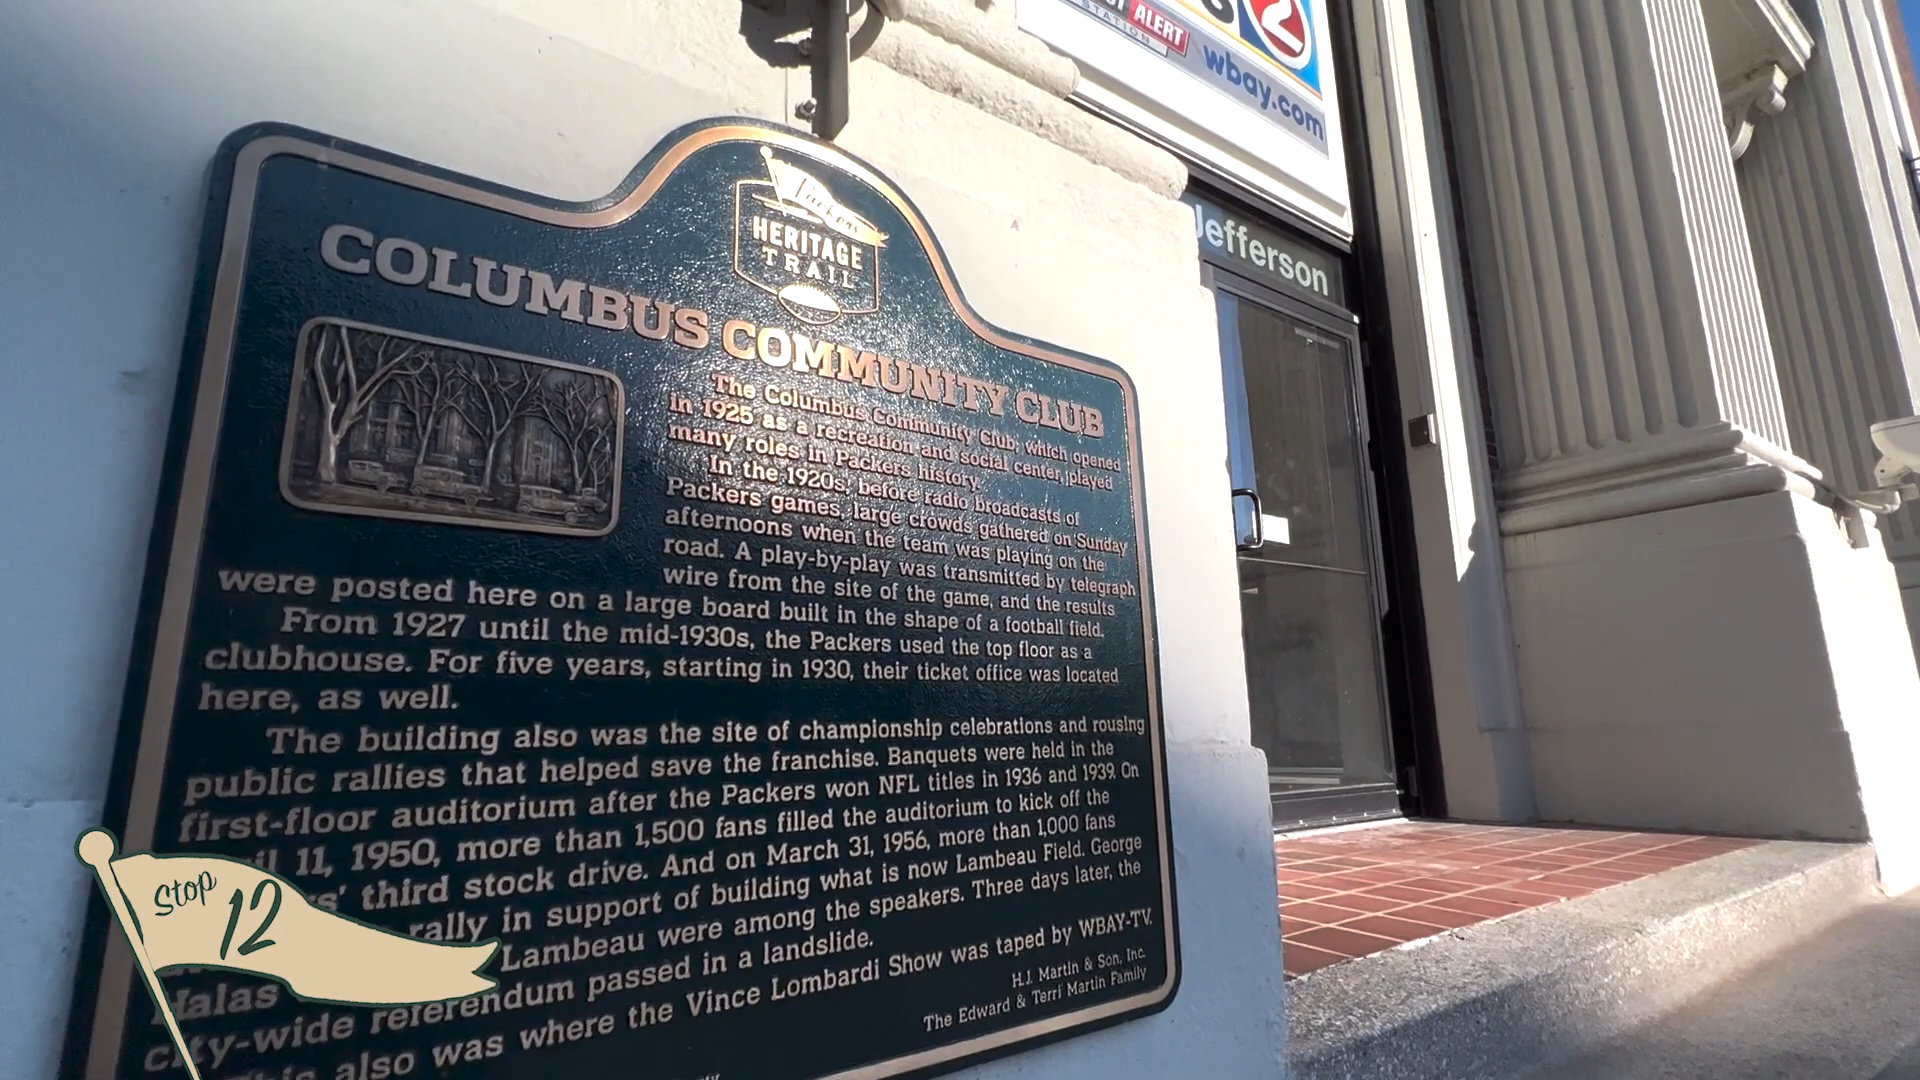 2
ALERT
STATION
wbay.com
Jefferson
Packers
HERITAGE
TRAIL
COLUMBUS COMMUNITY CLUB
The Columbus Community Club, which opened
in 1925 as a recreation and social center, played
many roles in Packers history.
In the 1920s, before radio broadcasts of
Packers games, large crowds gathered on Sunday
afternoons when the team was playing on the
road. A play-by-play was transmitted by telegraph
wire from the site of the game, and the results
were posted here on a large board built in the shape of a football field.
From 1927 until the mid-1930s, the Packers used the top floor as a
clubhouse. For five years, starting in 1930, their ticket office was located
here, as well.
The building also was the site of championship celebrations and rousing
public rallies that helped save the franchise. Banquets were held in the
first-floor auditorium after the Packers won NFL titles in 1936 and 1939. On
11, 1950, more than 1,500 fans filled the auditorium to kick off the
third stock drive. And on March 31, 1956, more than 1,000 fans
rally in support of building what is now Lambeau Field. George
Halas Lambeau were among the speakers. Three days later, the
city-wide referendum passed in a landslide.
This also was where the Vince Lombardi Show was taped by WBAY-TV.
H.J. Martin & Son, Inc.
The Edward & Terri Martin Family
Stop 12